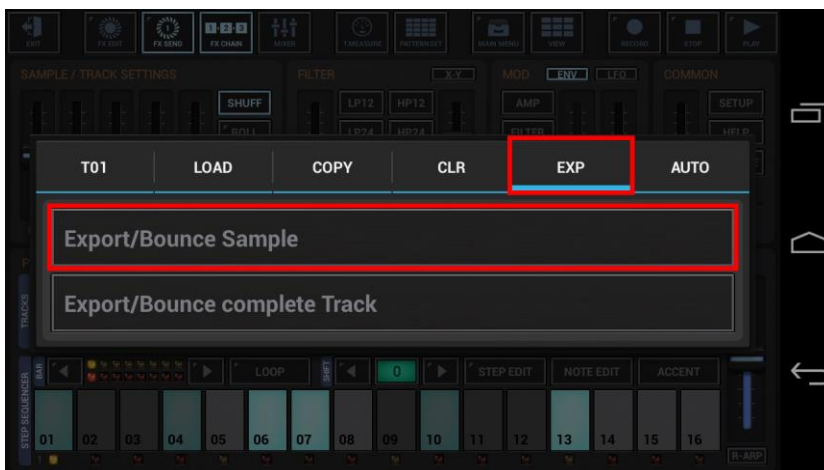 EXIT FX EDIT FX SEND 1-2-3 FX CHAIN MIXER T.MEASURE PATTERN SET MAIN MENU VIEW RECORD STOP PLAY
SAMPLE / TRACK SETTINGS FILTER X-Y MOD ENV LFO COMMON
SHUFF LP12 HP12 AMP SETUP
ROLL LP24 HP24 FILTER HELP
T01 LOAD COPY CLR EXP AUTO
Export/Bounce Sample
Export/Bounce complete Track
TRACKS
BAR LOOP SHIFT 0 STEP EDIT NOTE EDIT ACCENT
STEP SEQUENCER
01 02 03 04 05 06 07 08 09 10 11 12 13 14 15 16
R-ARP